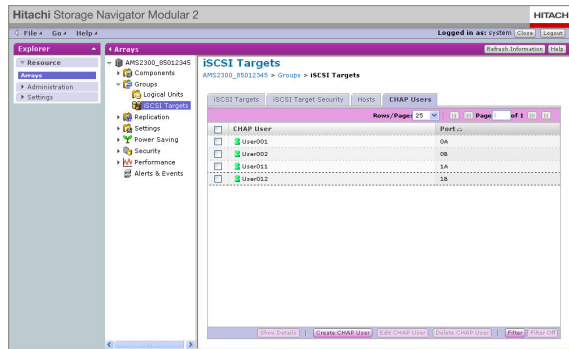 Hitachi Storage Navigator Modular 2
HITACHI
File Go Help
Logged in as: system Close Logout
Explorer
Arrays
Refresh Information Help
Resource
Arrays
Administration
Settings
AMS2300_85012345
Components
Groups
Logical Units
iSCSI Targets
Replication
Settings
Power Saving
Security
Performance
Alerts & Events
iSCSI Targets
AMS2300_85012345 > Groups > iSCSI Targets
iSCSI Targets iSCSI Target Security Hosts CHAP Users
Rows/Page: 25 Page 1 of 1
CHAP User Port
User001 0A
User002 0B
User011 1A
User012 1B
Show Details Create CHAP User Edit CHAP User Delete CHAP User Filter Filter Off